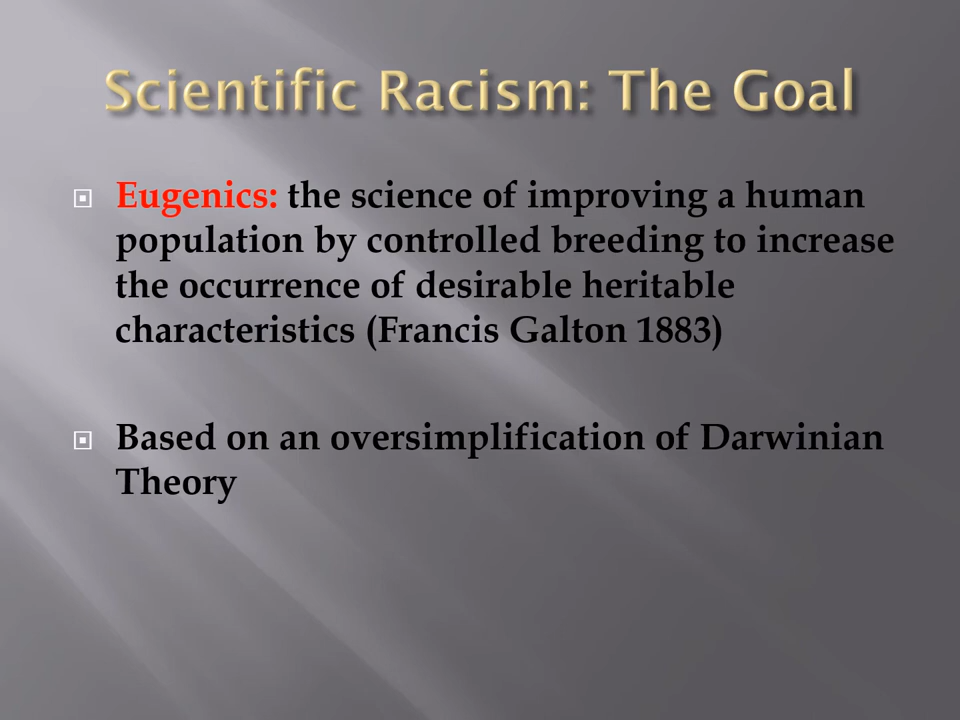 Scientific Racism: The Goal
Eugenics: the science of improving a human
population by controlled breeding to increase
the occurrence of desirable heritable
characteristics (Francis Galton 1883)
Based on an oversimplification of Darwinian
Theory